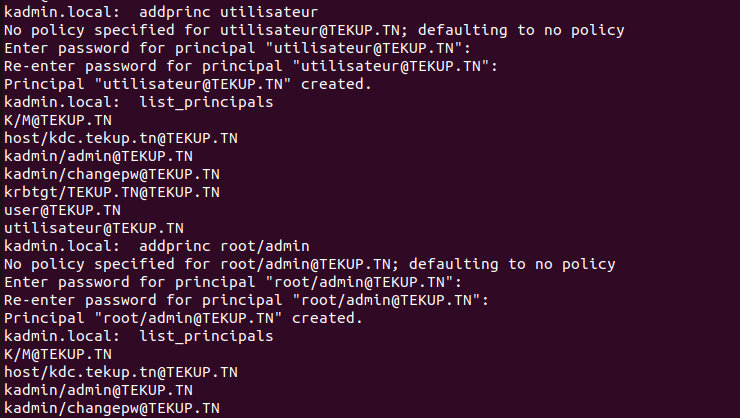 kadmin.local:  addprinc utilisateur
No policy specified for utilisateur@TEKUP.TN; defaulting to no policy
Enter password for principal "utilisateur@TEKUP.TN":
Re-enter password for principal "utilisateur@TEKUP.TN":
Principal "utilisateur@TEKUP.TN" created.
kadmin.local:  list_principals
K/M@TEKUP.TN
host/kdc.tekup.tn@TEKUP.TN
kadmin/admin@TEKUP.TN
kadmin/changepw@TEKUP.TN
krbtgt/TEKUP.TN@TEKUP.TN
user@TEKUP.TN
utilisateur@TEKUP.TN
kadmin.local:  addprinc root/admin
No policy specified for root/admin@TEKUP.TN; defaulting to no policy
Enter password for principal "root/admin@TEKUP.TN":
Re-enter password for principal "root/admin@TEKUP.TN":
Principal "root/admin@TEKUP.TN" created.
kadmin.local:  list_principals
K/M@TEKUP.TN
host/kdc.tekup.tn@TEKUP.TN
kadmin/admin@TEKUP.TN
kadmin/changepw@TEKUP.TN